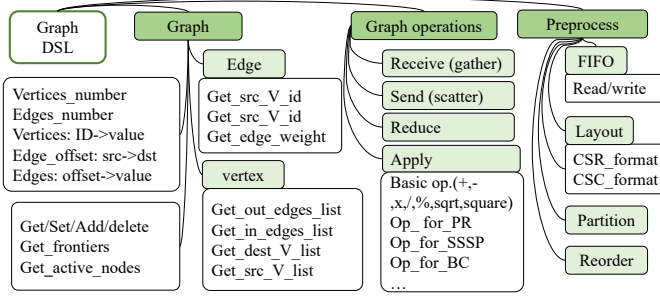 Graph
DSL
Graph
Vertices_number
Edges_number
Vertices: ID->value
Edge_offset: src->dst
Edges: offset->value
Get/Set/Add/delete
Get_frontiers
Get_active_nodes
Edge
Get_src_V_id
Get_src_V_id
Get_edge_weight
vertex
Get_out_edges_list
Get_in_edges_list
Get_dest_V_list
Get_src_V_list
Graph operations
Receive (gather)
Send (scatter)
Reduce
Apply
Basic op.(+,-
,x,/,%,sqrt,square)
Op_ for_PR
Op_for_SSSP
Op_for_BC
…
Preprocess
FIFO
Read/write
Layout
CSR_format
CSC_format
Partition
Reorder